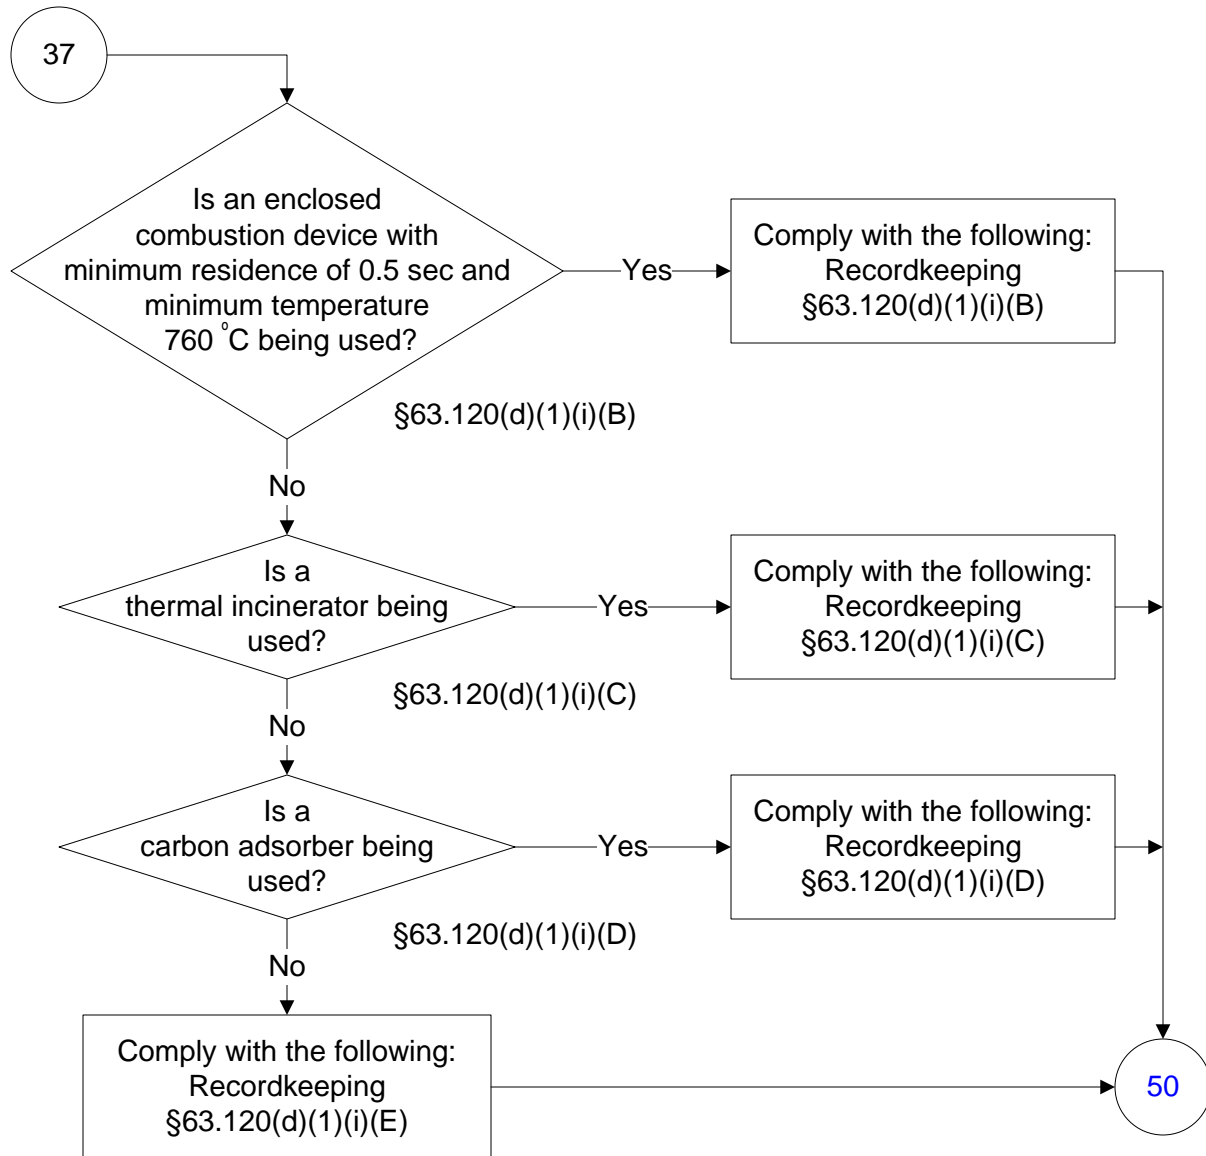 37
Is an enclosed
combustion device with
minimum residence of 0.5 sec and
minimum temperature
760 °C being used?
Yes
Comply with the following:
Recordkeeping
§63.120(d)(1)(i)(B)
§63.120(d)(1)(i)(B)
No
Is a
thermal incinerator being
used?
Yes
Comply with the following:
Recordkeeping
§63.120(d)(1)(i)(C)
§63.120(d)(1)(i)(C)
No
Is a
carbon adsorber being
used?
Yes
Comply with the following:
Recordkeeping
§63.120(d)(1)(i)(D)
§63.120(d)(1)(i)(D)
No
Comply with the following:
Recordkeeping
§63.120(d)(1)(i)(E)
50